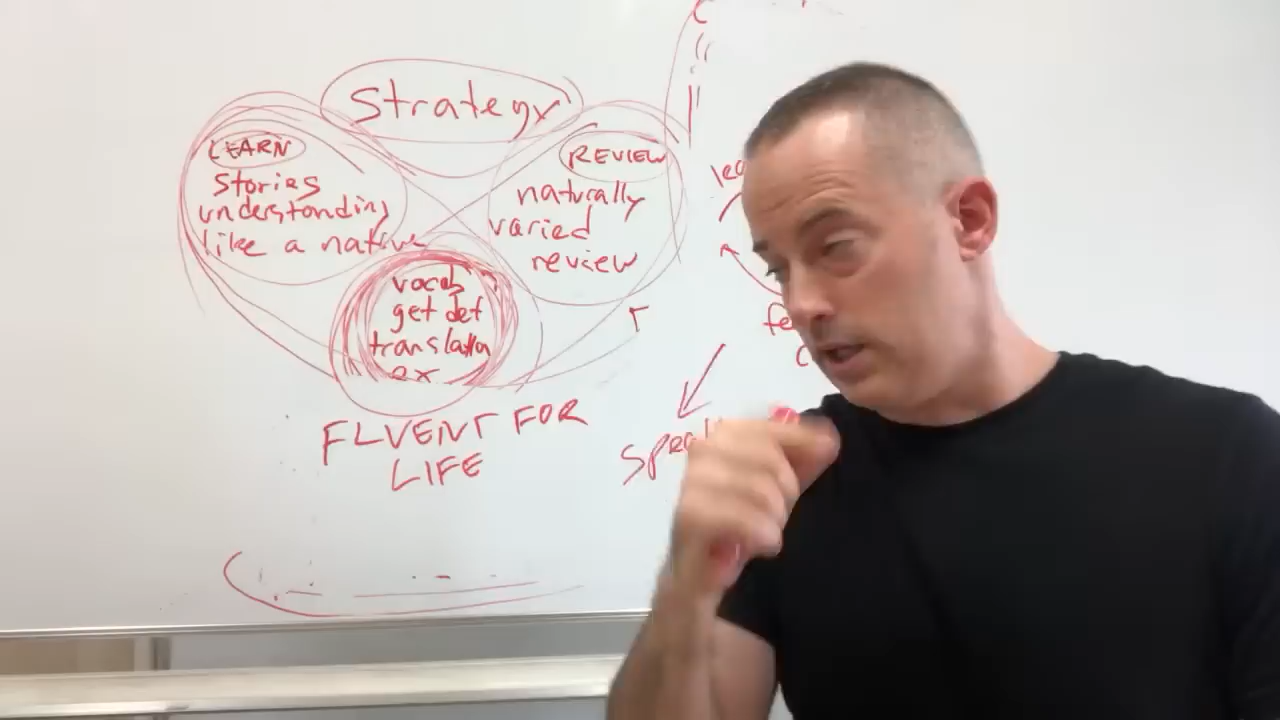 Strategy
LEARN
stories
understanding
like a native
REVIEW
naturally
varied
review
vocab
get def
translation
ex
FLUENT FOR
LIFE